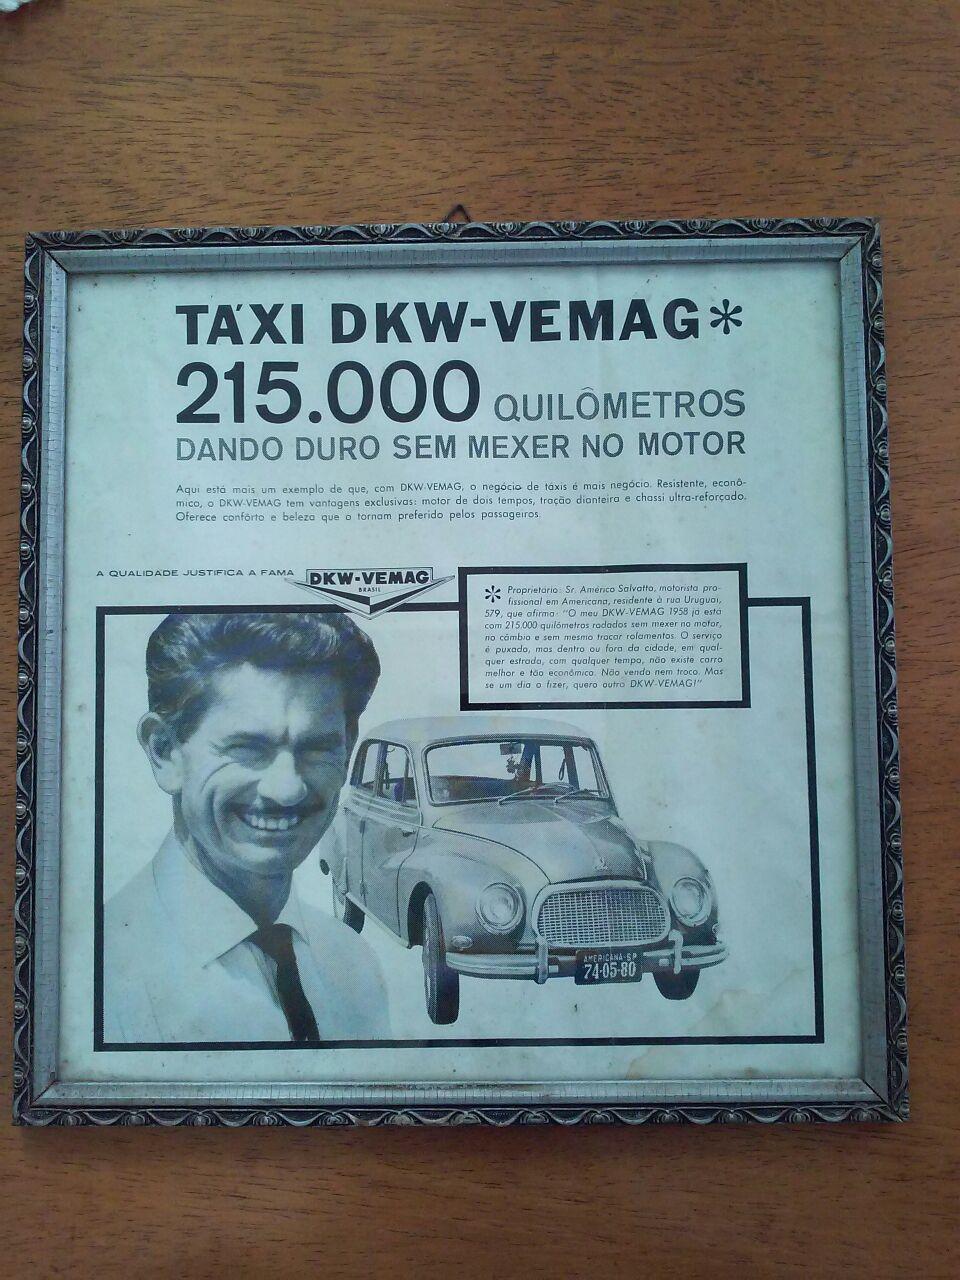 TÁXI DKW-VEMAG*
215.000 QUILÔMETROS
DANDO DURO SEM MEXER NO MOTOR
Aqui está mais um exemplo de que, com DKW-VEMAG, o negócio de táxis é mais negócio. Resistente, econô-
mico, o DKW-VEMAG tem vantagens exclusivas: motor de dois tempos, tração dianteira e chassi ultra-reforçado.
Oferece confôrto e beleza que o tornam preferido pelos passageiros.
A QUALIDADE JUSTIFICA A FAMA
DKW-VEMAG
BRASIL
* Proprietário: Sr. Américo Salvatto, motorista pro-
fissional em Americana, residente à rua Uruguai,
579, que afirma: "O meu DKW-VEMAG 1958 já está
com 215.000 quilômetros rodados sem mexer no motor,
no câmbio e sem mesmo trocar rolamentos. O serviço
é puxado, mas dentro ou fora da cidade, em qual-
quer estrada, com qualquer tempo, não existe carro
melhor e tão econômico. Não vendo nem troco. Mas
se um dia o fizer, quero outro DKW-VEMAG!"
AMERICANA-SP
74-05-80